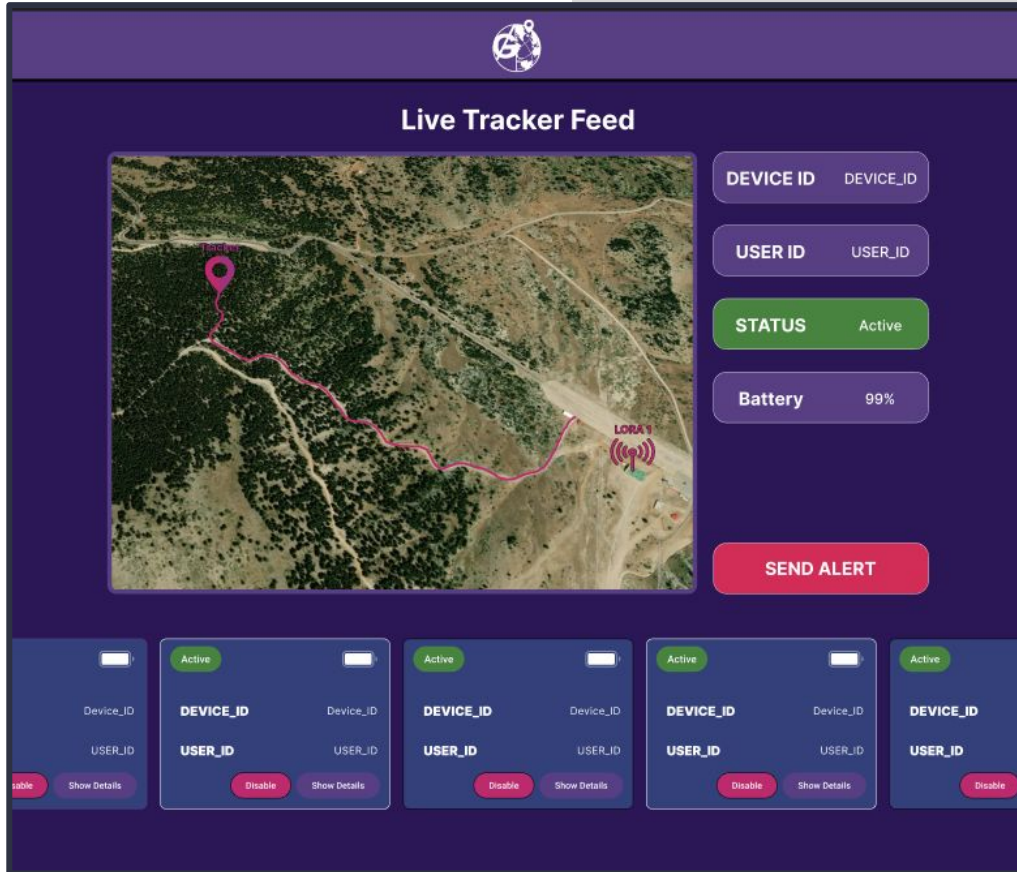 Live Tracker Feed
Tracker
LORA 1
DEVICE ID DEVICE_ID
USER ID USER_ID
STATUS Active
Battery 99%
SEND ALERT
Device_ID
USER_ID
Show Details
Active
DEVICE_ID Device_ID
USER_ID USER_ID
Disable Show Details
Active
DEVICE_ID Device_ID
USER_ID USER_ID
Disable Show Details
Active
DEVICE_ID Device_ID
USER_ID USER_ID
Disable Show Details
Active
DEVICE_ID
USER_ID
Disable